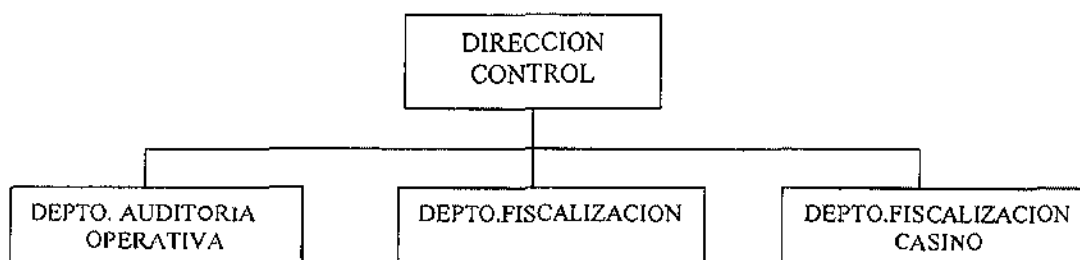 DIRECCION
CONTROL
DEPTO. AUDITORIA
OPERATIVA
DEPTO.FISCALIZACION
DEPTO.FISCALIZACION
CASINO